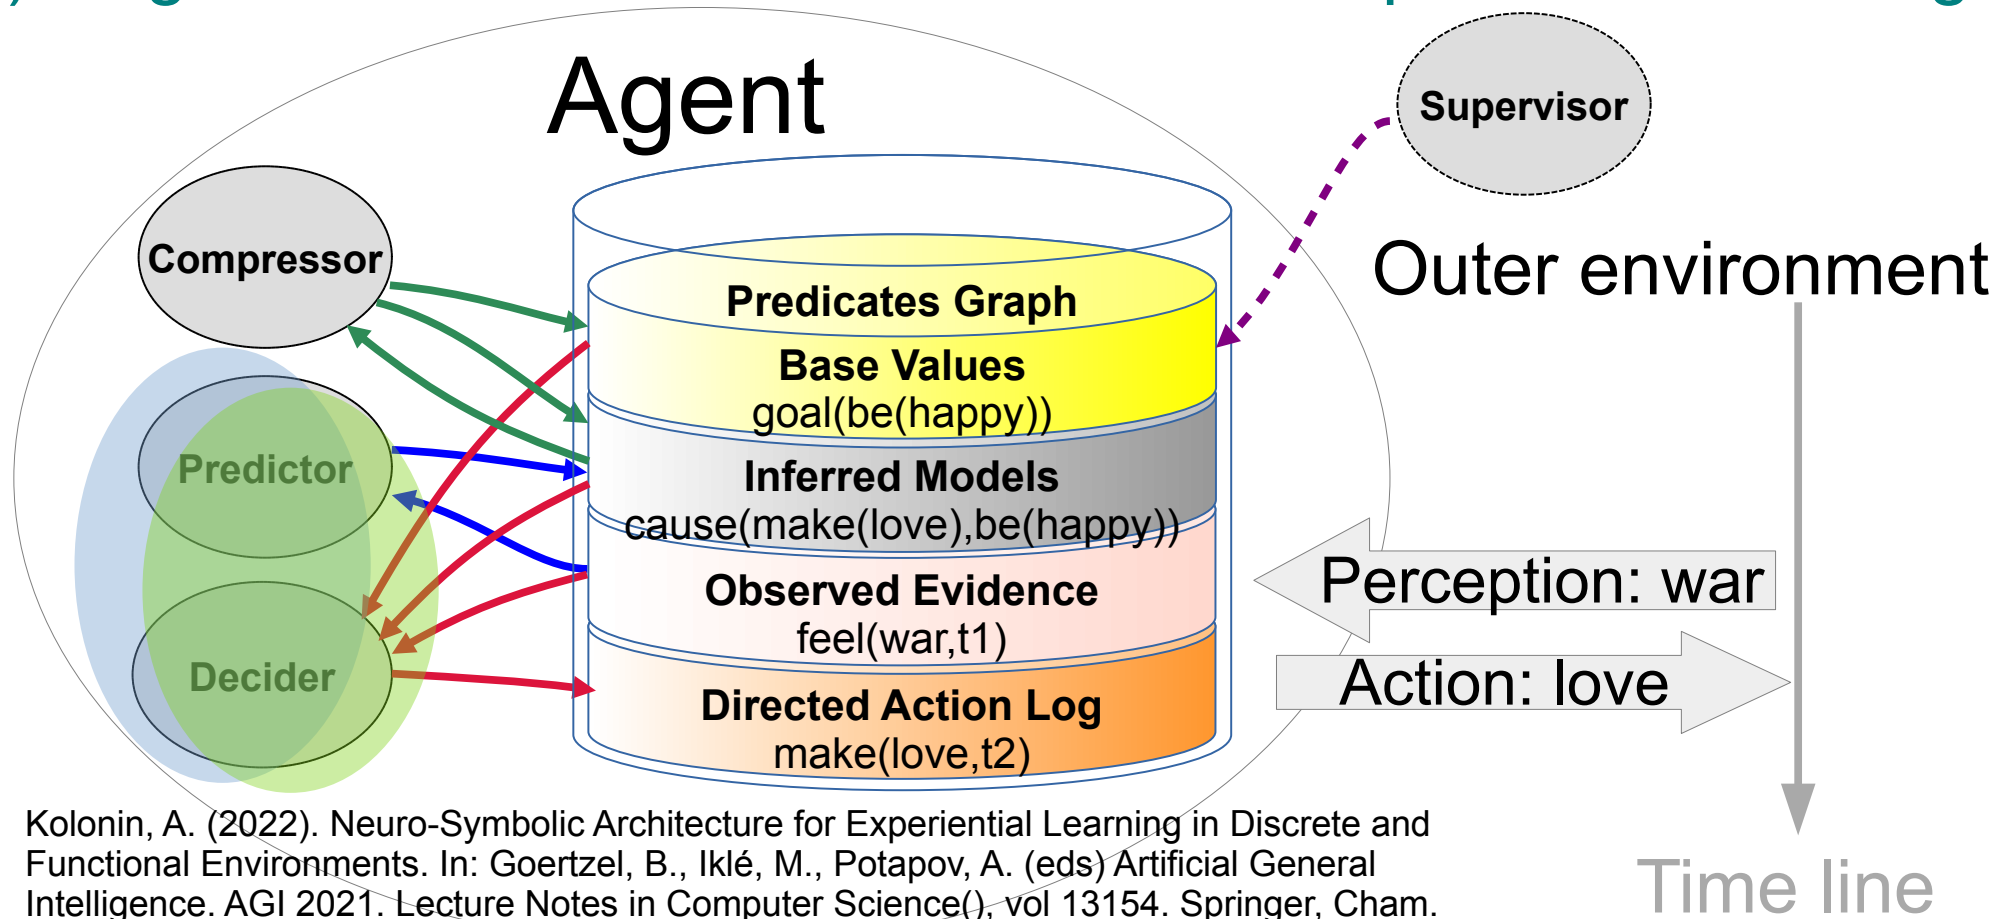 Agent
Supervisor
Compressor
Outer environment
Predicates Graph
Base Values
goal(be(happy))
Predictor
Inferred Models
cause(make(love),be(happy))
Perception: war
Observed Evidence
feel(war,t1)
Decider
Action: love
Directed Action Log
make(love,t2)
Kolonin, A. (2022). Neuro-Symbolic Architecture for Experiential Learning in Discrete and
Functional Environments. In: Goertzel, B., Iklé, M., Potapov, A. (eds) Artificial General
Intelligence. AGI 2021. Lecture Notes in Computer Science(), vol 13154. Springer, Cham.
Time line